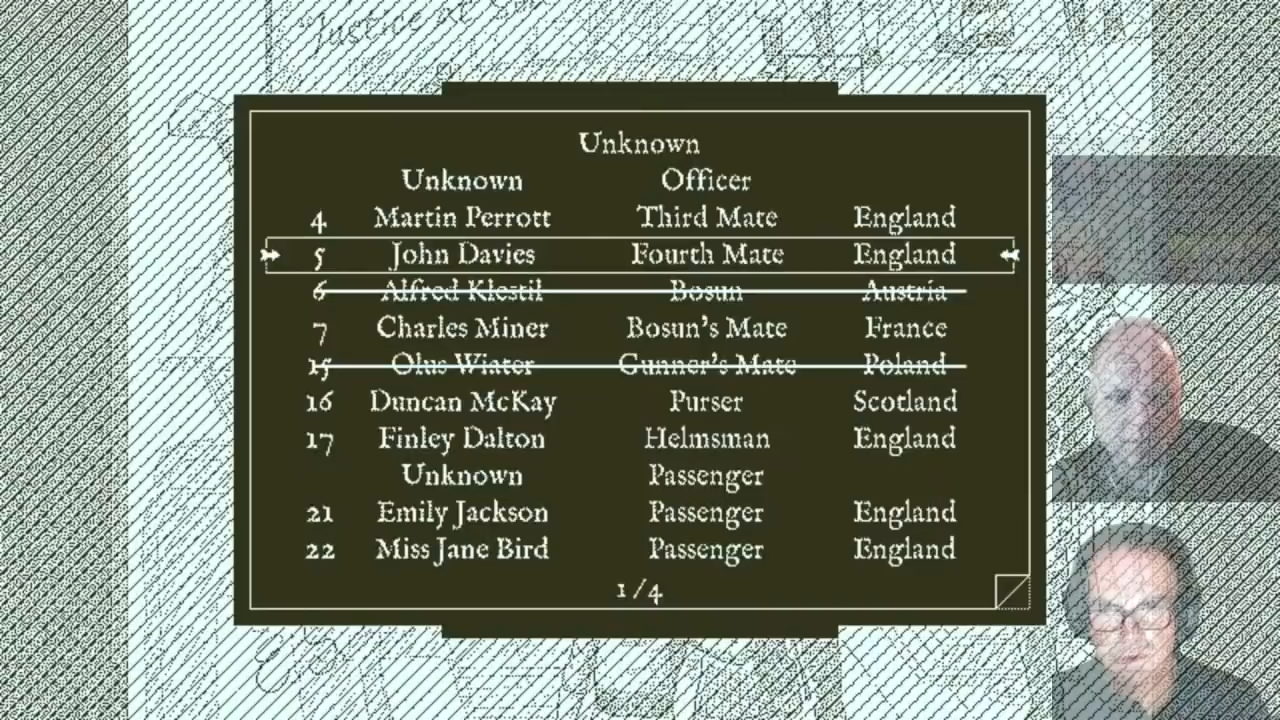 "Justice at Sea"
Unknown
Unknown Officer
4 Martin Perrott Third Mate England
5 John Davies Fourth Mate England
6 Alfred Klestil Bosun Austria
7 Charles Miner Bosun's Mate France
15 Olus Wiater Gunner's Mate Poland
16 Duncan McKay Purser Scotland
17 Finley Dalton Helmsman England
Unknown Passenger
21 Emily Jackson Passenger England
22 Miss Jane Bird Passenger England
1/4